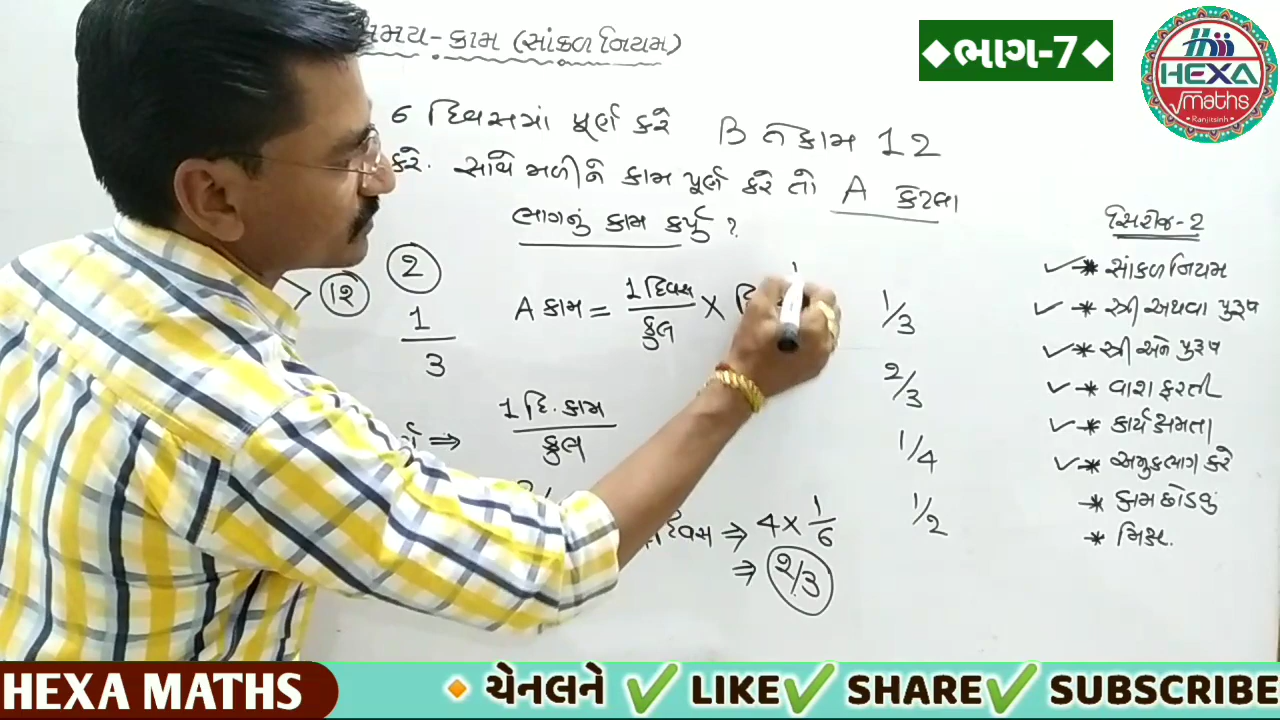 સમય-કામ (સાંકળ નિયમ)
◆ભાગ-7◆
HEXA
maths
Ranjitsinh
6 દિવસમાં પૂર્ણ કરે B તે કામ 12
કરે. સાથે મળીને કામ પૂર્ણ કરે તો A કેટલા
ભાગનું કામ કર્યું ?
A કામ = 1 દિવસ / કુલ X
12
2
1
3
1 દિ. કામ
કુલ
⇒
દિવસ ⇒ 4 x 1/6
⇒ 2/3
1/3
2/3
1/4
1/2
સિરીઝ-2
✓* સાંકળ નિયમ
✓* સ્ત્રી અથવા પુરૂષ
✓* સ્ત્રી અને પુરૂષ
✓* વારા ફરતી
✓* કાર્યક્ષમતા
✓* અમુકભાગ કરે
* કામ છોડવું
* મિક્ષ.
HEXA MATHS
🔸ચેનલને ✔ LIKE ✔ SHARE ✔ SUBSCRIBE